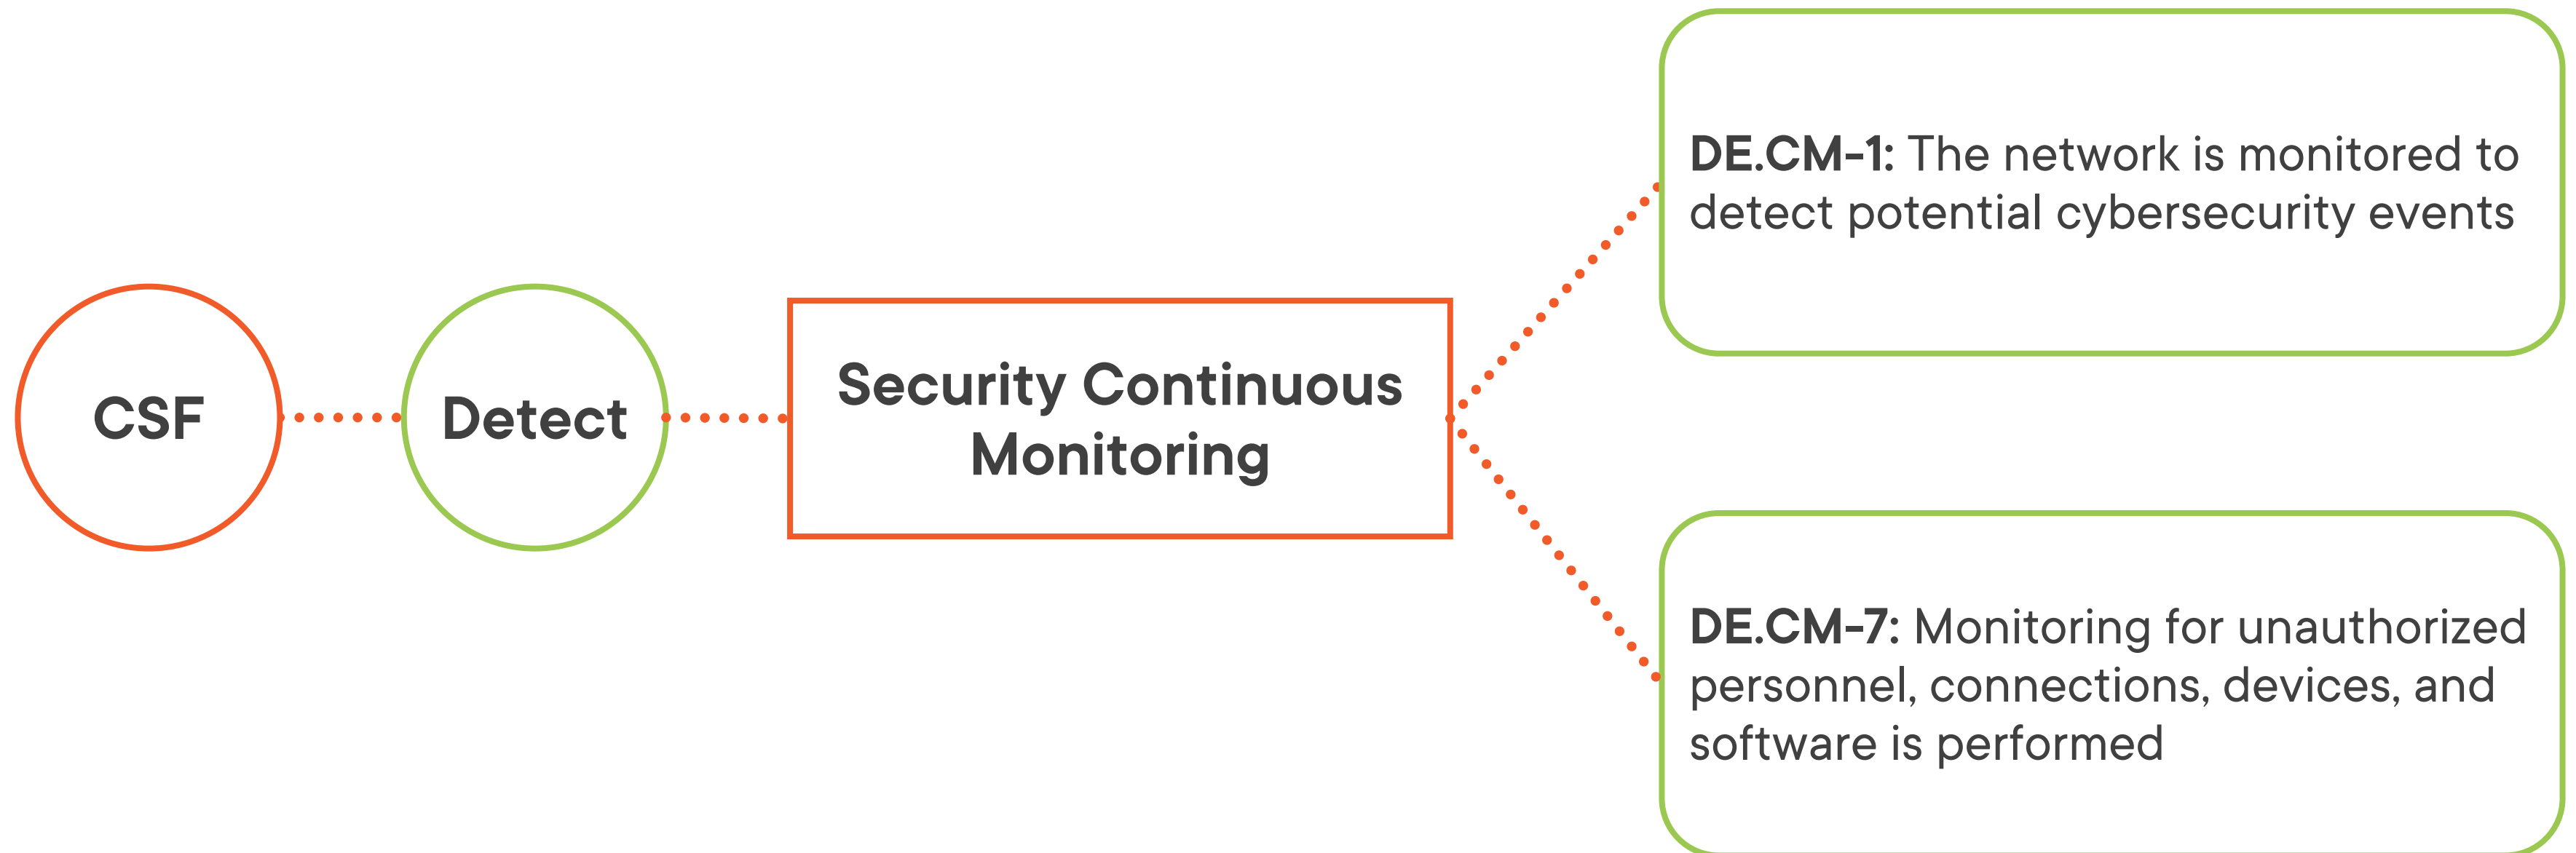 CSF
Detect
Security Continuous
Monitoring
DE.CM-1: The network is monitored to
detect potential cybersecurity events
DE.CM-7: Monitoring for unauthorized
personnel, connections, devices, and
software is performed